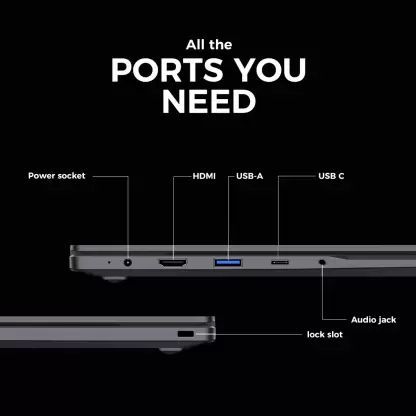 All the
PORTS YOU
NEED
Power socket
HDMI
USB-A
USB C
Audio jack
lock slot